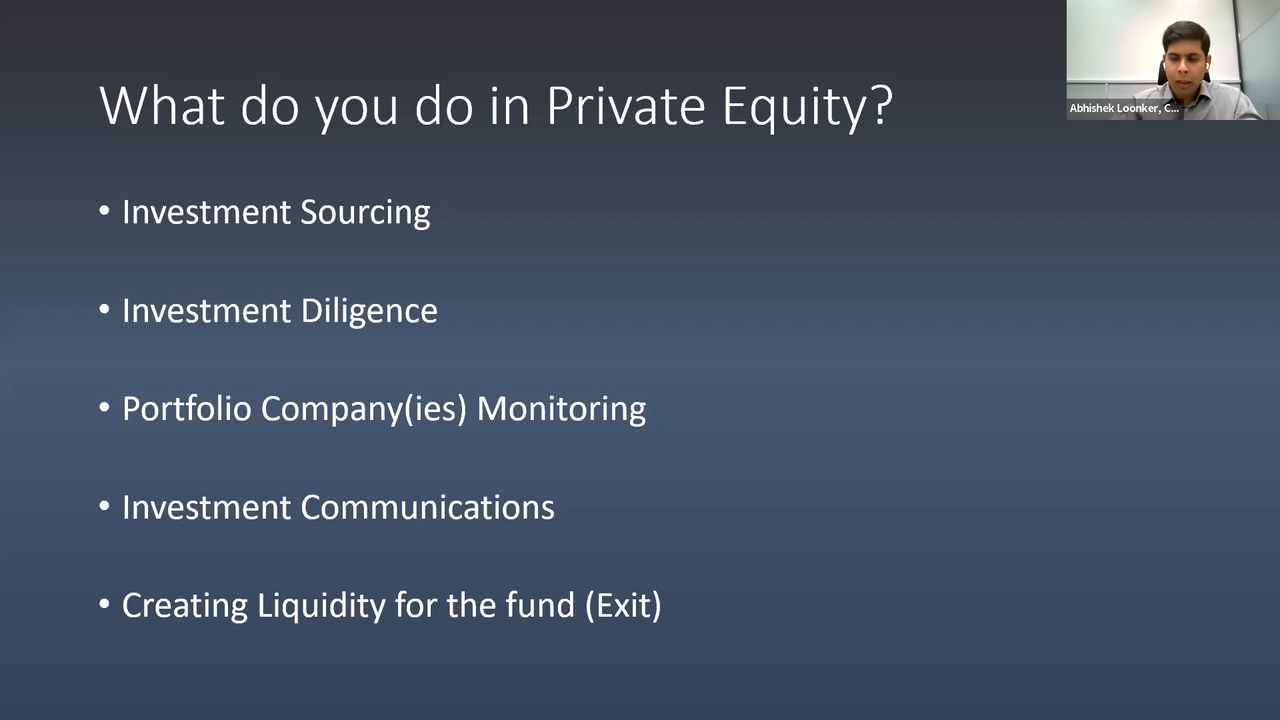 What do you do in Private Equity?
Abhishek Loonker, C...
• Investment Sourcing
• Investment Diligence
• Portfolio Company(ies) Monitoring
• Investment Communications
• Creating Liquidity for the fund (Exit)